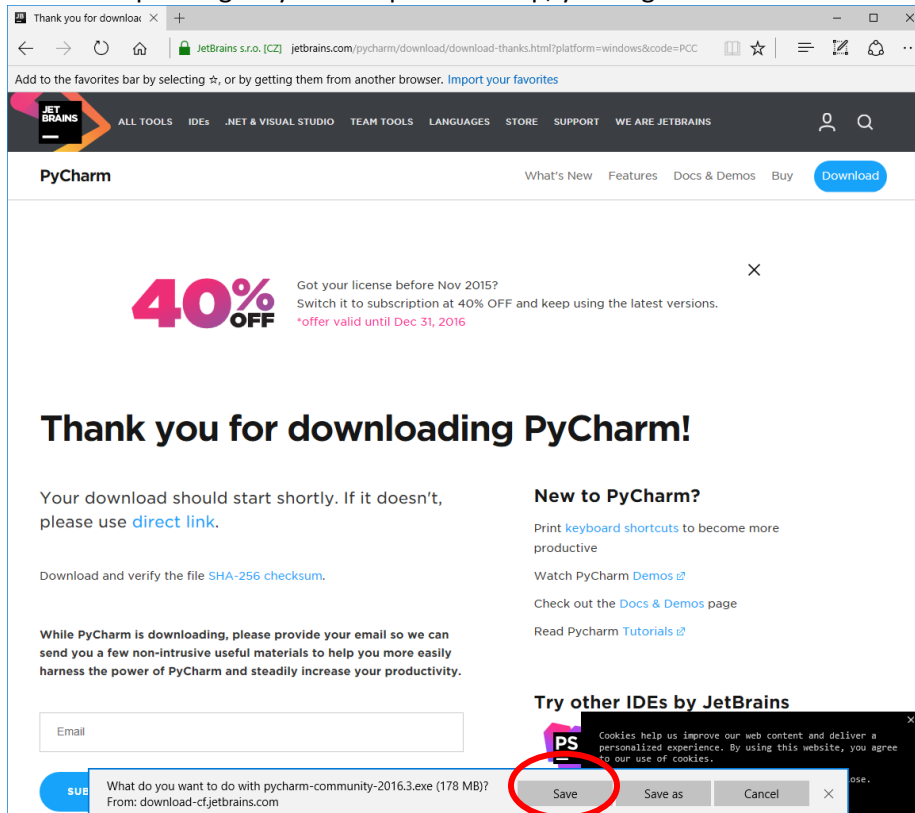 Thank you for downloac
JetBrains s.r.o. [CZ] jetbrains.com/pycharm/download/download-thanks.html?platform=windows&code=PCC
Add to the favorites bar by selecting ☆, or by getting them from another browser. Import your favorites
JET
BRAINS
ALL TOOLS IDEs .NET & VISUAL STUDIO TEAM TOOLS LANGUAGES STORE SUPPORT WE ARE JETBRAINS
PyCharm What's New Features Docs & Demos Buy Download
40% OFF
Got your license before Nov 2015?
Switch it to subscription at 40% OFF and keep using the latest versions.
*offer valid until Dec 31, 2016
Thank you for downloading PyCharm!
Your download should start shortly. If it doesn't,
please use direct link.
Download and verify the file SHA-256 checksum.
While PyCharm is downloading, please provide your email so we can
send you a few non-intrusive useful materials to help you more easily
harness the power of PyCharm and steadily increase your productivity.
Email
SUB
New to PyCharm?
Print keyboard shortcuts to become more
productive
Watch PyCharm Demos
Check out the Docs & Demos page
Read Pycharm Tutorials
Try other IDEs by JetBrains
PS
Cookies help us improve our web content and deliver a
personalized experience. By using this website, you agree
to our use of cookies.
ose.
What do you want to do with pycharm-community-2016.3.exe (178 MB)?
From: download-cf.jetbrains.com
Save Save as Cancel